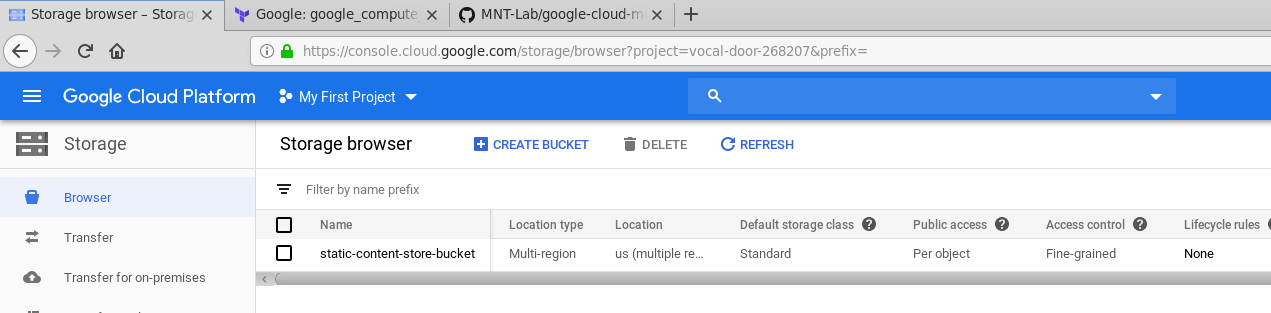 Storage browser – Storag
Google: google_compute
MNT-Lab/google-cloud-m
https://console.cloud.google.com/storage/browser?project=vocal-door-268207&prefix=
Google Cloud Platform
My First Project
Storage
Storage browser
CREATE BUCKET
DELETE
REFRESH
Browser
Filter by name prefix
Transfer
Transfer for on-premises
Name Location type Location Default storage class Public access Access control Lifecycle rules
static-content-store-bucket Multi-region us (multiple re... Standard Per object Fine-grained None